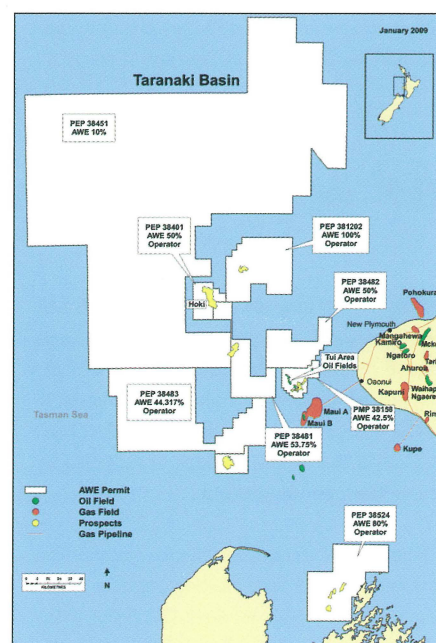 January 2009
Taranaki Basin
PEP 38451
AWE 10%
PEP 38401
AWE 50%
Operator
PEP 381202
AWE 100%
Operator
Hoki
PEP 38482
AWE 50%
Operator
Pohokura
New Plymouth
Mangahewa
Kamiro
Ngatoro
Ahuroa
Tui Area
Oil Fields
Oaonui
Kapuni
Waihap
Ngaere
PEP 38483
AWE 44.317%
Operator
Maui A
Maui B
PMP 38158
AWE 42.5%
Operator
Tasman Sea
PEP 38481
AWE 53.75%
Operator
Kupe
AWE Permit
Oil Field
Gas Field
Prospects
Gas Pipeline
PEP 38524
AWE 80%
Operator
KILOMETRES
N